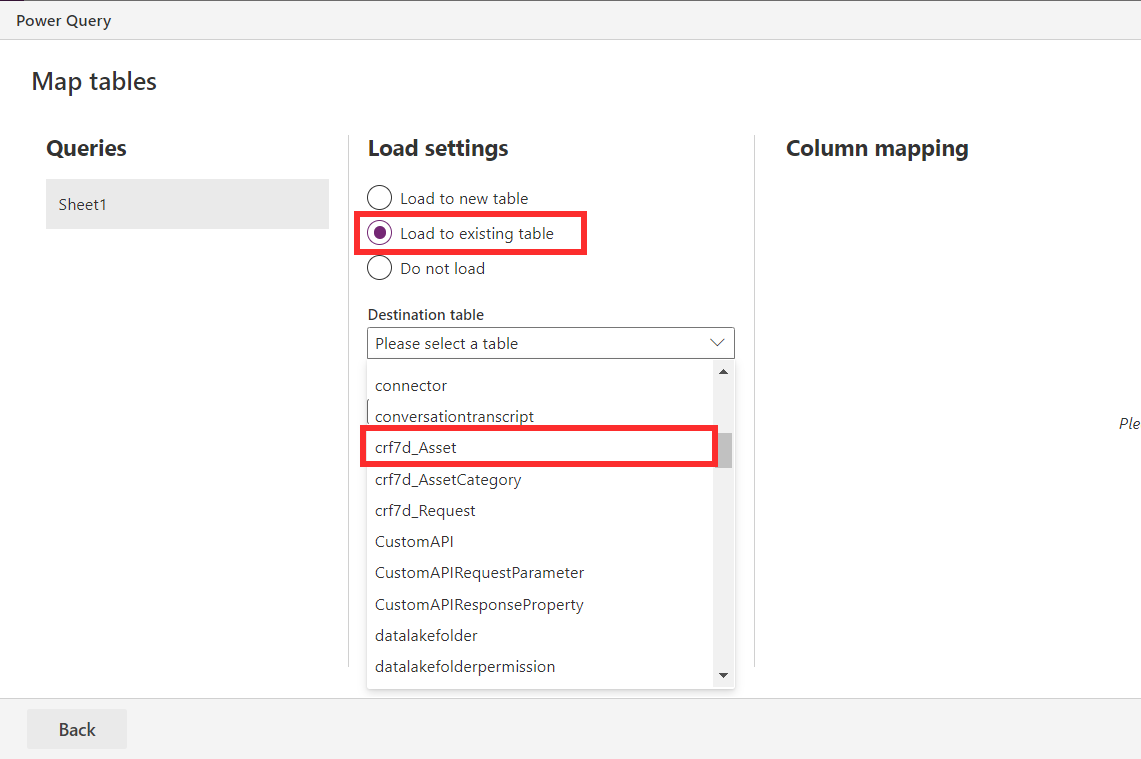 Power Query
Map tables
Queries
Sheet1
Load settings
Load to new table
Load to existing table
Do not load
Destination table
Please select a table
connector
conversationtranscript
crf7d_Asset
crf7d_AssetCategory
crf7d_Request
CustomAPI
CustomAPIRequestParameter
CustomAPIResponseProperty
datalakefolder
datalakefolderpermission
Column mapping
Ple
Back